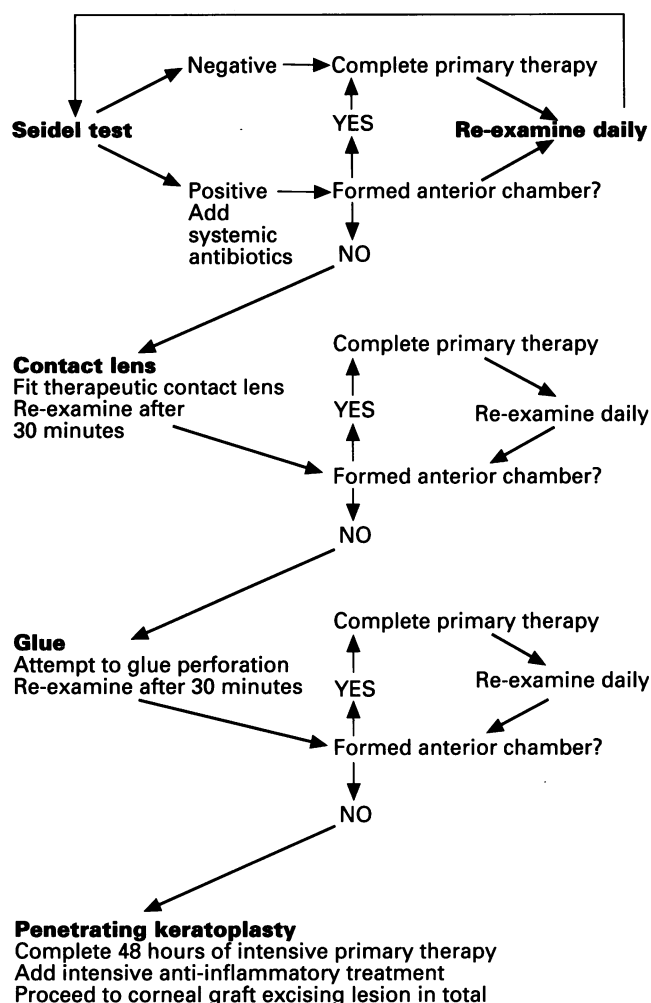 Negative
Complete primary therapy
Seidel test
YES
Re-examine daily
Positive
Add
systemic
antibiotics
Formed anterior chamber?
NO
Contact lens
Fit therapeutic contact lens
Re-examine after
30 minutes
Complete primary therapy
YES
Re-examine daily
Formed anterior chamber?
NO
Glue
Attempt to glue perforation
Re-examine after 30 minutes
Complete primary therapy
YES
Re-examine daily
Formed anterior chamber?
NO
Penetrating keratoplasty
Complete 48 hours of intensive primary therapy
Add intensive anti-inflammatory treatment
Proceed to corneal graft excising lesion in total